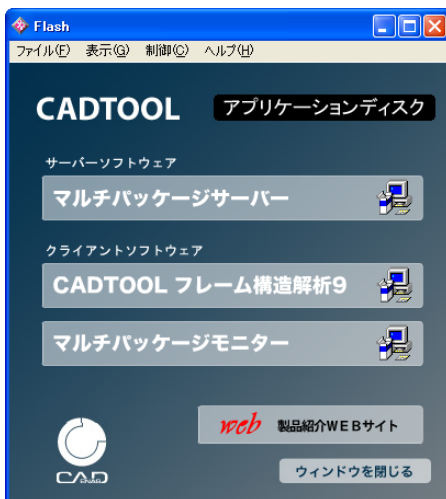 Flash
ファイル(F) 表示(G) 制御(C) ヘルプ(H)
CADTOOL アプリケーションディスク
サーバーソフトウェア
マルチパッケージサーバー
クライアントソフトウェア
CADTOOL フレーム構造解析9
マルチパッケージモニター
web 製品紹介WEBサイト
CAD
ウィンドウを閉じる